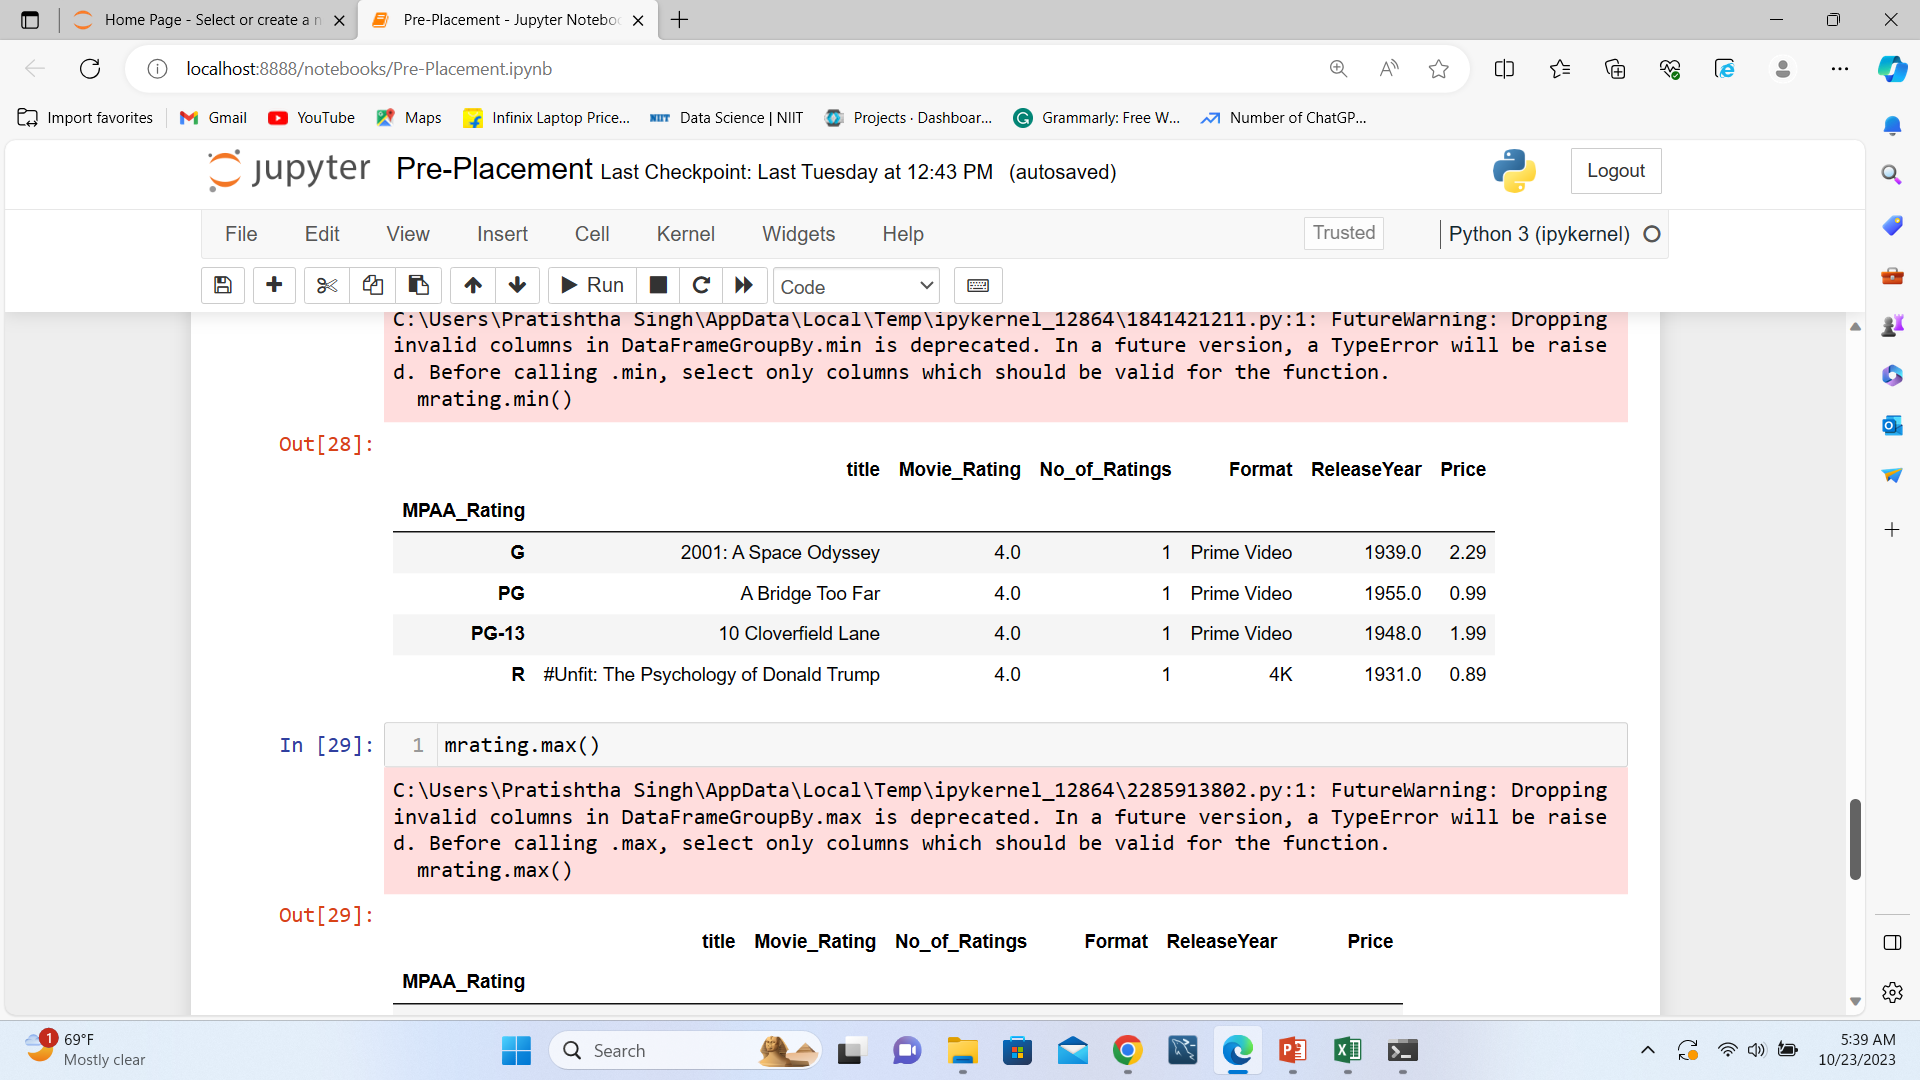 Home Page - Select or create a n
Pre-Placement - Jupyter Notebo
localhost:8888/notebooks/Pre-Placement.ipynb
Import favorites
Gmail
YouTube
Maps
Infinix Laptop Price...
NIIT
Data Science | NIIT
Projects · Dashboar...
Grammarly: Free W...
Number of ChatGP...
jupyter
Pre-Placement Last Checkpoint: Last Tuesday at 12:43 PM (autosaved)
Logout
File Edit View Insert Cell Kernel Widgets Help
Trusted
Python 3 (ipykernel)
Run
Code
C:\Users\Pratishtha Singh\AppData\Local\Temp\ipykernel_12864\1841421211.py:1: FutureWarning: Dropping
invalid columns in DataFrameGroupBy.min is deprecated. In a future version, a TypeError will be raise
d. Before calling .min, select only columns which should be valid for the function.
mrating.min()
Out[28]:
title Movie_Rating No_of_Ratings Format ReleaseYear Price
MPAA_Rating
G 2001: A Space Odyssey 4.0 1 Prime Video 1939.0 2.29
PG A Bridge Too Far 4.0 1 Prime Video 1955.0 0.99
PG-13 10 Cloverfield Lane 4.0 1 Prime Video 1948.0 1.99
R #Unfit: The Psychology of Donald Trump 4.0 1 4K 1931.0 0.89
In [29]: 1 mrating.max()
C:\Users\Pratishtha Singh\AppData\Local\Temp\ipykernel_12864\2285913802.py:1: FutureWarning: Dropping
invalid columns in DataFrameGroupBy.max is deprecated. In a future version, a TypeError will be raise
d. Before calling .max, select only columns which should be valid for the function.
mrating.max()
Out[29]:
title Movie_Rating No_of_Ratings Format ReleaseYear Price
MPAA_Rating
1
69°F
Mostly clear
Search
5:39 AM
10/23/2023